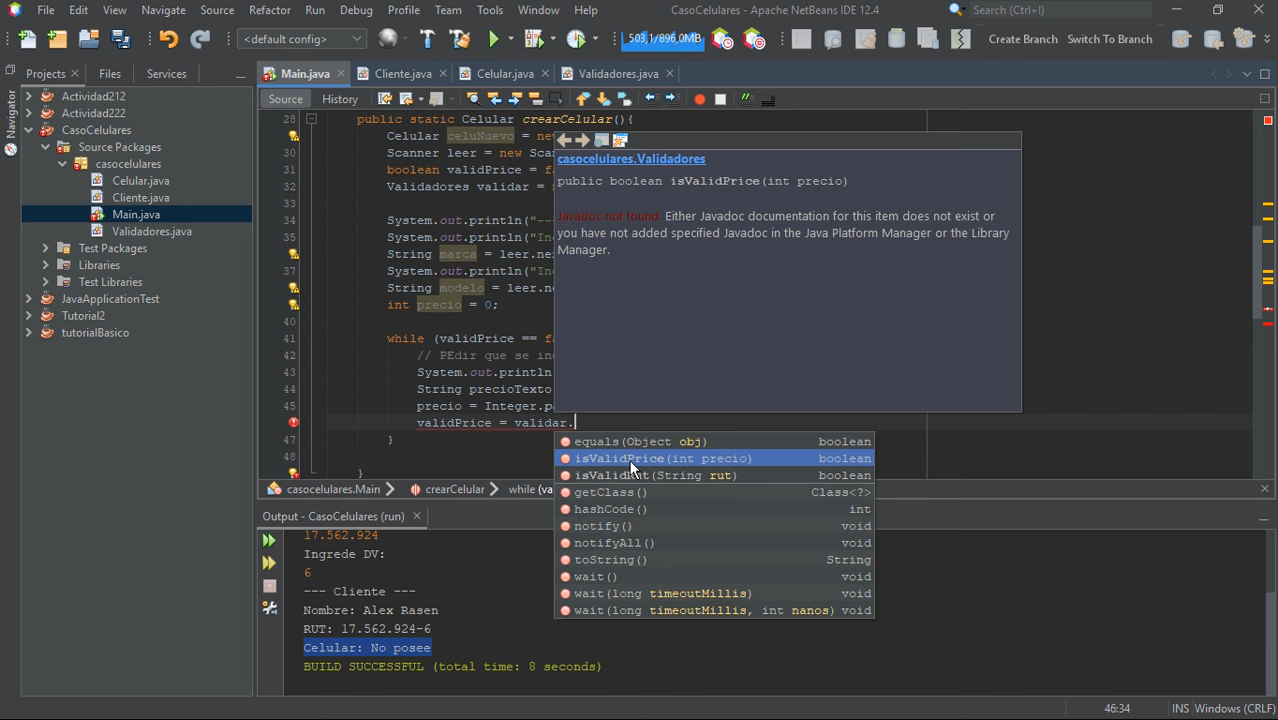 File Edit View Navigate Source Refactor Run Debug Profile Team Tools Window Help CasoCelulares - Apache NetBeans IDE 12.4 Search (Ctrl+I)
<default config> 503,1/896,0MB Create Branch Switch To Branch
Projects Files Services
Navigator
Main.java Cliente.java Celular.java Validadores.java
Source History
Actividad212
Actividad222
CasoCelulares
Source Packages
casocelulares
Celular.java
Cliente.java
Main.java
Validadores.java
Test Packages
Libraries
Test Libraries
JavaApplicationTest
Tutorial2
tutorialBasico
28 public static Celular crearCelular(){
Celular celuNuevo = new
30 Scanner leer = new Scan
31 boolean validPrice = fa
32 Validadores validar = 
33
34 System.out.println("--
35 System.out.println("In
String marca = leer.ne
37 System.out.println("In
String modelo = leer.ne
int precio = 0;
40
41 while (validPrice == fa
42 // PEdir que se in
43 System.out.println
44 String precioTexto
45 precio = Integer.pa
validPrice = validar.
47 }
48
}
casocelulares.Validadores
public boolean isValidPrice(int precio)
Javadoc not found. Either Javadoc documentation for this item does not exist or
you have not added specified Javadoc in the Java Platform Manager or the Library
Manager.
equals(Object obj) boolean
isValidPrice(int precio) boolean
isValidRut(String rut) boolean
getClass() Class<?>
hashCode() int
notify() void
notifyAll() void
toString() String
wait() void
wait(long timeoutMillis) void
wait(long timeoutMillis, int nanos) void
casocelulares.Main crearCelular while (va
Output - CasoCelulares (run)
17.562.924
Ingrede DV:
6
--- Cliente ---
Nombre: Alex Rasen
RUT: 17.562.924-6
Celular: No posee
BUILD SUCCESSFUL (total time: 8 seconds)
46:34 INS Windows (CRLF)